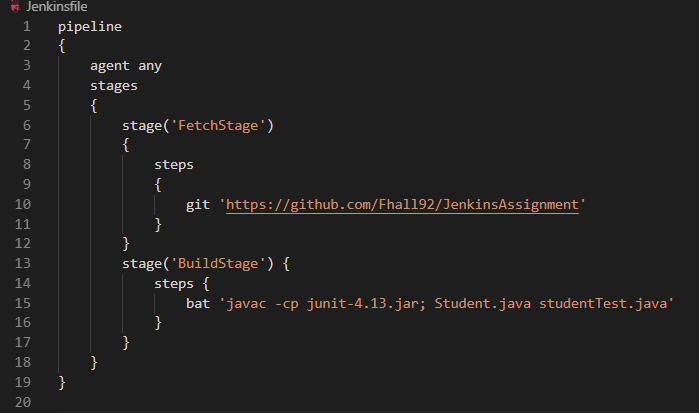 Jenkinsfile
1 pipeline
2 {
3     agent any
4     stages
5     {
6         stage('FetchStage')
7         {
8             steps
9             {
10                 git 'https://github.com/Fhall92/JenkinsAssignment'
11             }
12         }
13         stage('BuildStage') {
14             steps {
15                 bat 'javac -cp junit-4.13.jar; Student.java studentTest.java'
16             }
17         }
18     }
19 }
20